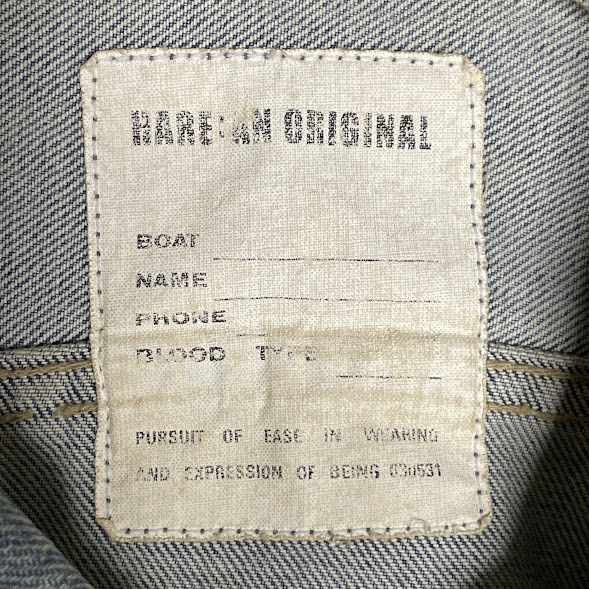 RARE: AN ORIGINAL
BOAT
NAME
PHONE
BLOOD TYPE
PURSUIT OF EASE IN WEARING
AND EXPRESSION OF BEING